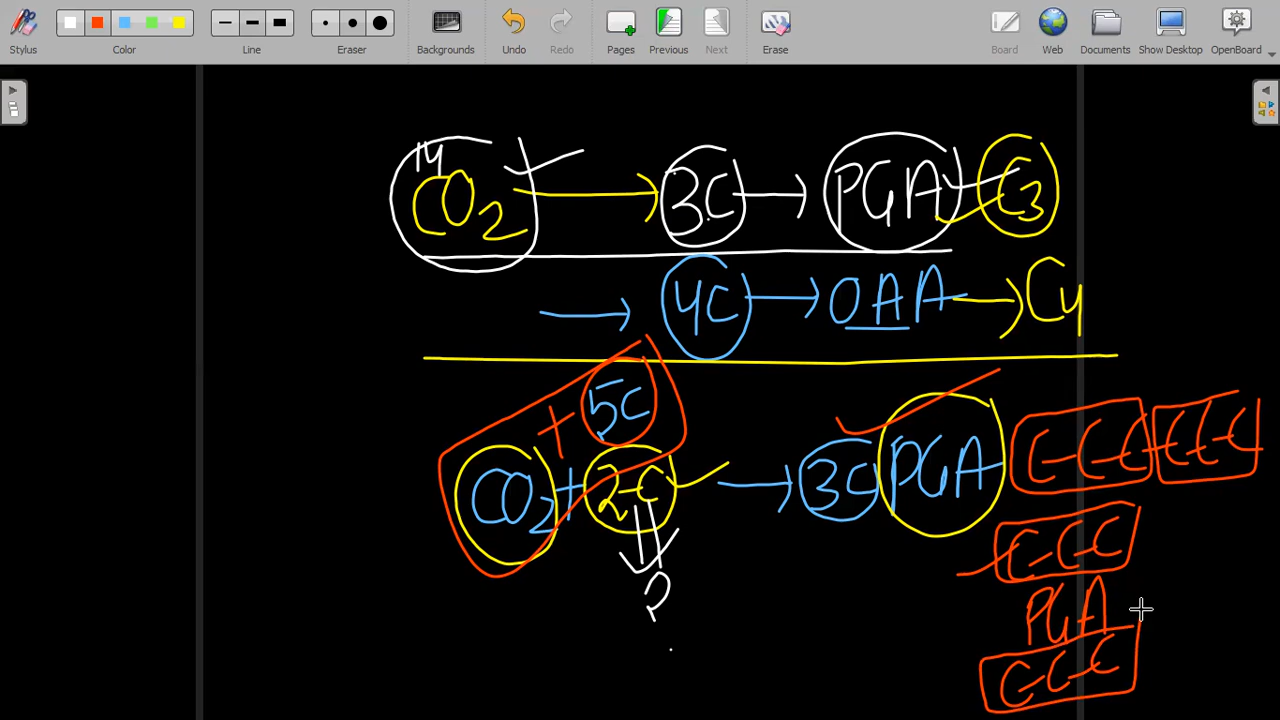 Stylus Color Line Eraser Backgrounds Undo Redo Pages Previous Next Erase Board Web Documents Show Desktop OpenBoard
14
CO2 → 3C → PGA C3
→ 4C → OAA → C4
+ 5C
CO2 + 2-C → 3C PGA C-C-C C-C-C
?
C-C-C
PGA
C-C-C